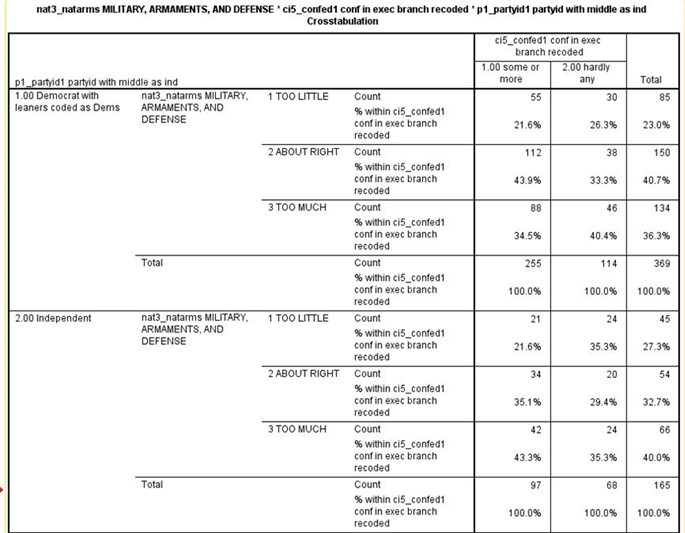 nat3_natarms MILITARY, ARMAMENTS, AND DEFENSE * ci5_confed1 conf in exec branch recoded * p1_partyid1 partyid with middle as ind
Crosstabulation
ci5_confed1 conf in exec
branch recoded
1.00 some or
more
2.00 hardly
any
Total
p1_partyid1 partyid with middle as ind
1.00 Democrat with
leaners coded as Dems
nat3_natarms MILITARY,
ARMAMENTS, AND
DEFENSE
1 TOO LITTLE Count 55 30 85
% within ci5_confed1
conf in exec branch
recoded
21.6% 26.3% 23.0%
2 ABOUT RIGHT Count 112 38 150
% within ci5_confed1
conf in exec branch
recoded
43.9% 33.3% 40.7%
3 TOO MUCH Count 88 46 134
% within ci5_confed1
conf in exec branch
recoded
34.5% 40.4% 36.3%
Total Count 255 114 369
% within ci5_confed1
conf in exec branch
recoded
100.0% 100.0% 100.0%
2.00 Independent
nat3_natarms MILITARY,
ARMAMENTS, AND
DEFENSE
1 TOO LITTLE Count 21 24 45
% within ci5_confed1
conf in exec branch
recoded
21.6% 35.3% 27.3%
2 ABOUT RIGHT Count 34 20 54
% within ci5_confed1
conf in exec branch
recoded
35.1% 29.4% 32.7%
3 TOO MUCH Count 42 24 66
% within ci5_confed1
conf in exec branch
recoded
43.3% 35.3% 40.0%
Total Count 97 68 165
% within ci5_confed1
conf in exec branch
recoded
100.0% 100.0% 100.0%